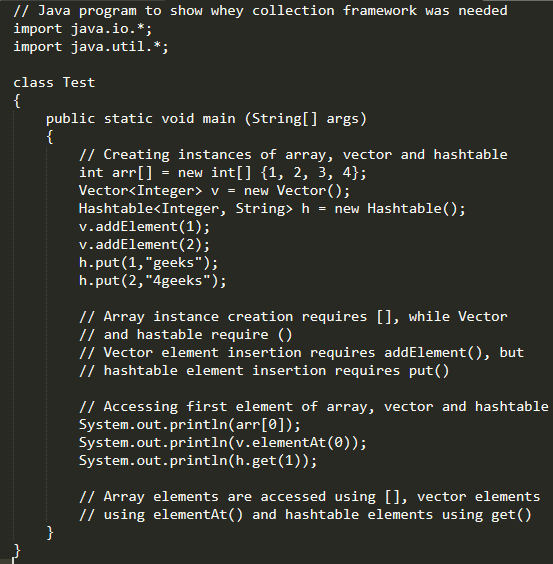 // Java program to show whey collection framework was needed
import java.io.*;
import java.util.*;

class Test
{
    public static void main (String[] args)
    {
        // Creating instances of array, vector and hashtable
        int arr[] = new int[] {1, 2, 3, 4};
        Vector<Integer> v = new Vector();
        Hashtable<Integer, String> h = new Hashtable();
        v.addElement(1);
        v.addElement(2);
        h.put(1,"geeks");
        h.put(2,"4geeks");

        // Array instance creation requires [], while Vector
        // and hastable require ()
        // Vector element insertion requires addElement(), but
        // hashtable element insertion requires put()

        // Accessing first element of array, vector and hashtable
        System.out.println(arr[0]);
        System.out.println(v.elementAt(0));
        System.out.println(h.get(1));

        // Array elements are accessed using [], vector elements
        // using elementAt() and hashtable elements using get()
    }
}